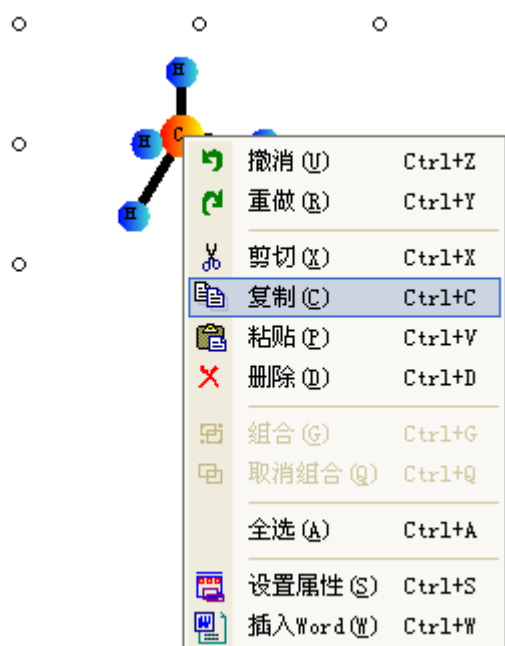 H
C
H
H
撤消(U) Ctrl+Z
重做(R) Ctrl+Y
剪切(X) Ctrl+X
复制(C) Ctrl+C
粘贴(P) Ctrl+V
删除(D) Ctrl+D
组合(G) Ctrl+G
取消组合(Q) Ctrl+Q
全选(A) Ctrl+A
设置属性(S) Ctrl+S
插入Word(W) Ctrl+W